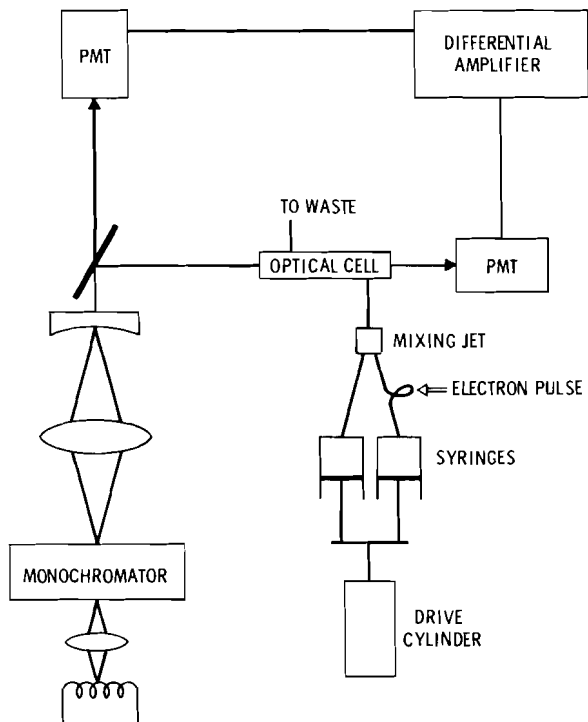 PMT
DIFFERENTIAL
AMPLIFIER
TO WASTE
OPTICAL CELL
PMT
MIXING JET
ELECTRON PULSE
SYRINGES
MONOCHROMATOR
DRIVE
CYLINDER